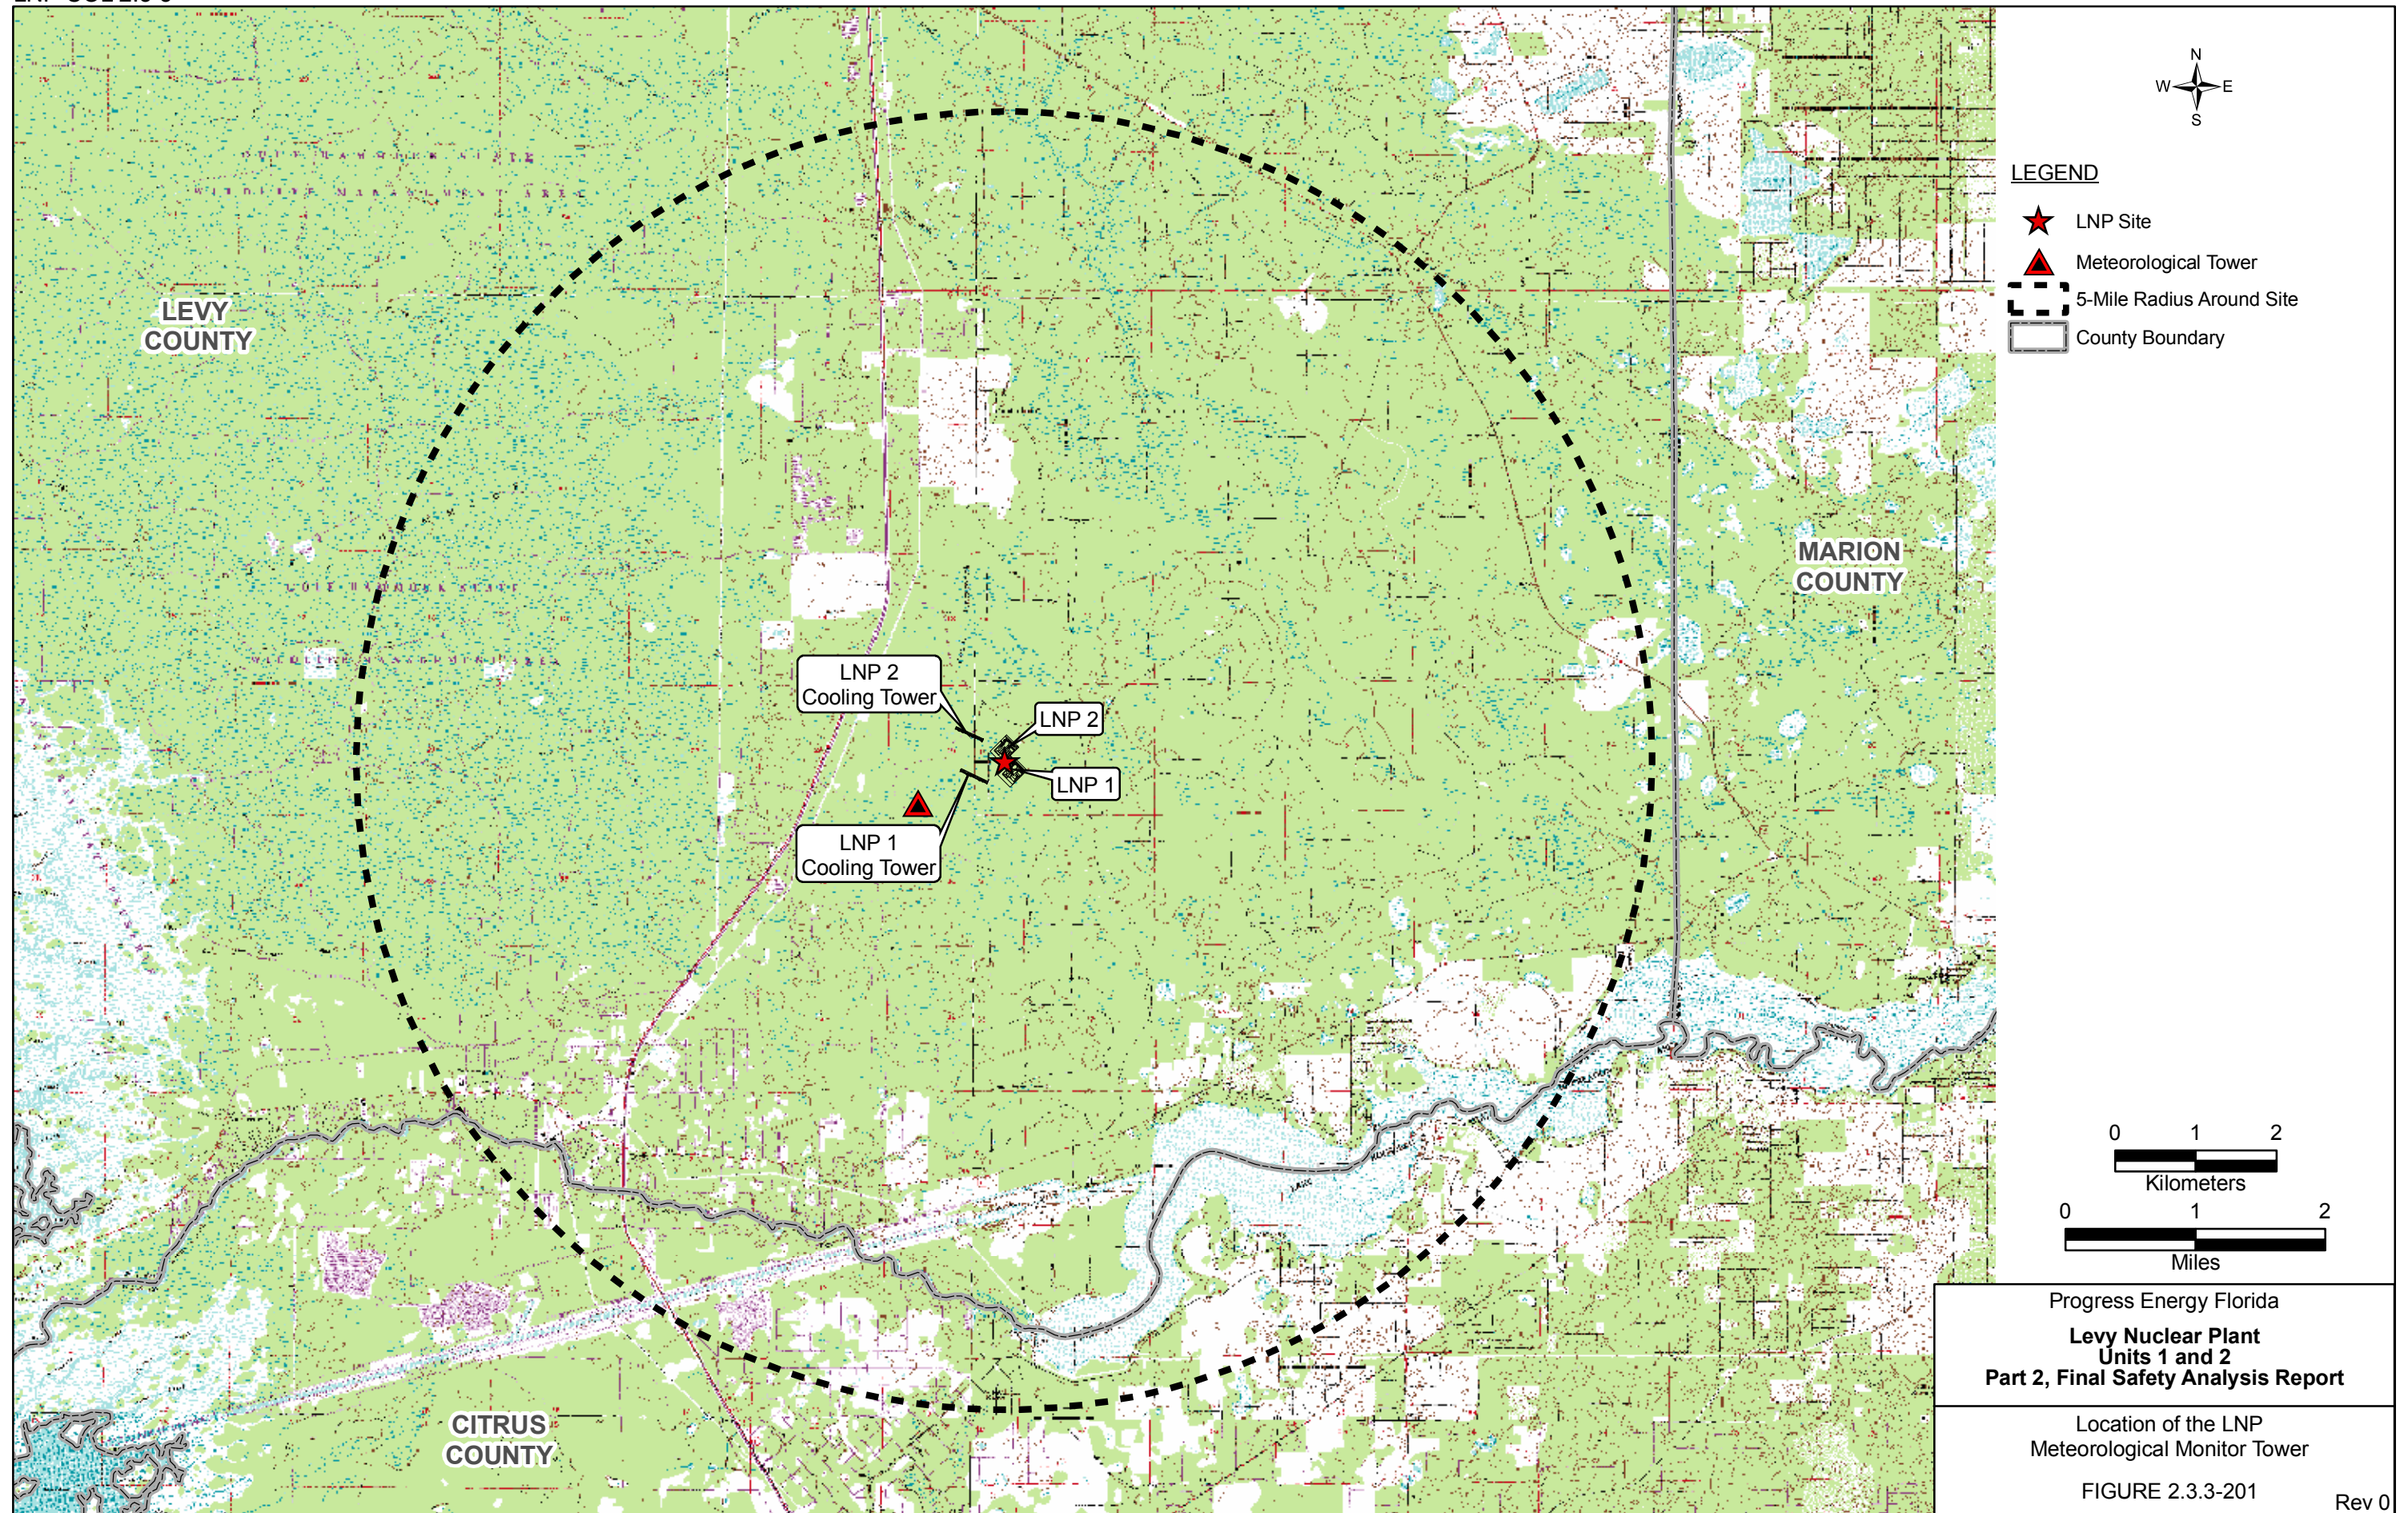 N
W E
S
LEGEND
LNP Site
Meteorological Tower
5-Mile Radius Around Site
County Boundary
LEVY
COUNTY
MARION
COUNTY
LNP 2
Cooling Tower
LNP 2
LNP 1
LNP 1
Cooling Tower
CITRUS
COUNTY
0 1 2
Kilometers
0 1 2
Miles
Progress Energy Florida
Levy Nuclear Plant
Units 1 and 2
Part 2, Final Safety Analysis Report
Location of the LNP
Meteorological Monitor Tower
FIGURE 2.3.3-201
Rev 0